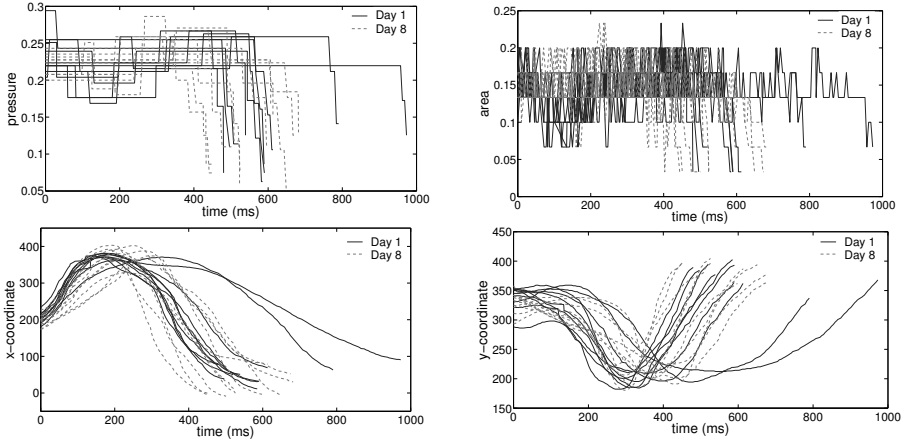 0.3
0.25
0.2
0.15
0.1
0.05
pressure
0 200 400 600 800 1000
time (ms)
Day 1
Day 8
0.25
0.2
0.15
0.1
0.05
0
area
0 200 400 600 800 1000
time (ms)
Day 1
Day 8
400
300
200
100
0
x−coordinate
0 200 400 600 800 1000
time (ms)
Day 1
Day 8
450
400
350
300
250
200
150
y−coordinate
0 200 400 600 800 1000
time (ms)
Day 1
Day 8